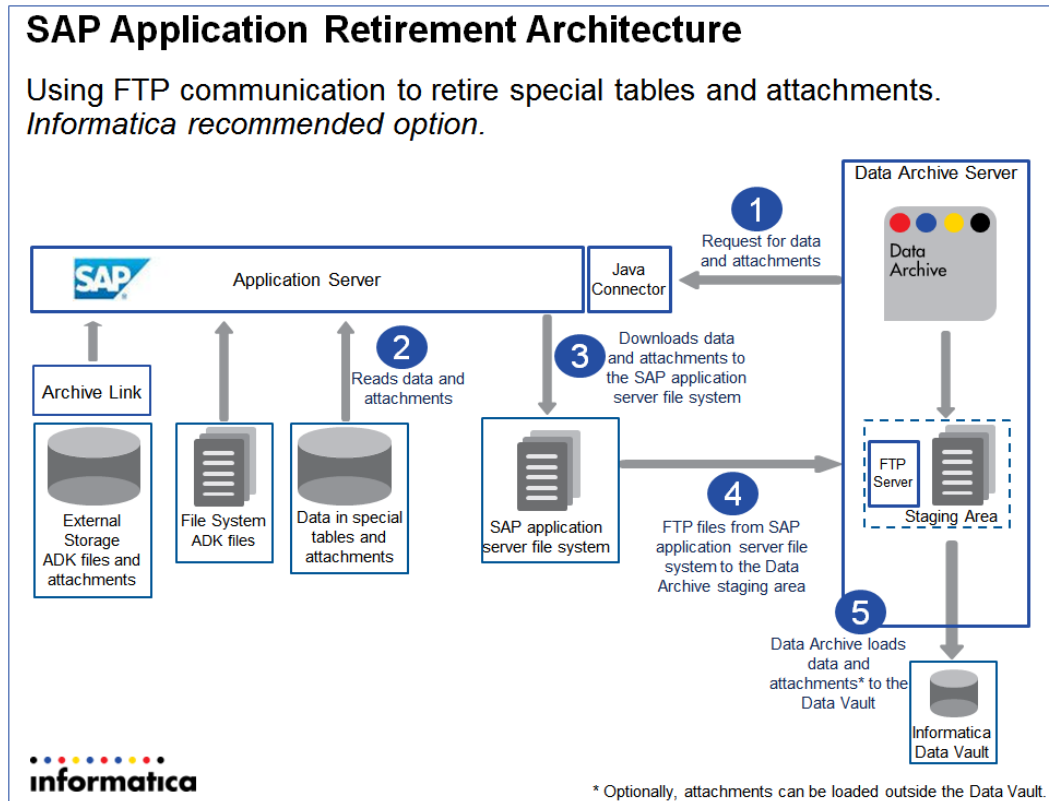 SAP Application Retirement Architecture
Using FTP communication to retire special tables and attachments.
Informatica recommended option.
Data Archive Server
1
Request for data
and attachments
Data
Archive
SAP
®
Application Server
Java
Connector
2
Reads data and
attachments
3
Downloads data
and attachments to
the SAP application
server file system
Archive Link
External
Storage
ADK files and
attachments
File System
ADK files
Data in special
tables and
attachments
SAP application
server file system
4
FTP files from SAP
application server file
system to the Data
Archive staging area
FTP
Server
Staging Area
5
Data Archive loads
data and
attachments* to the
Data Vault
Informatica
Data Vault
informatica
* Optionally, attachments can be loaded outside the Data Vault.